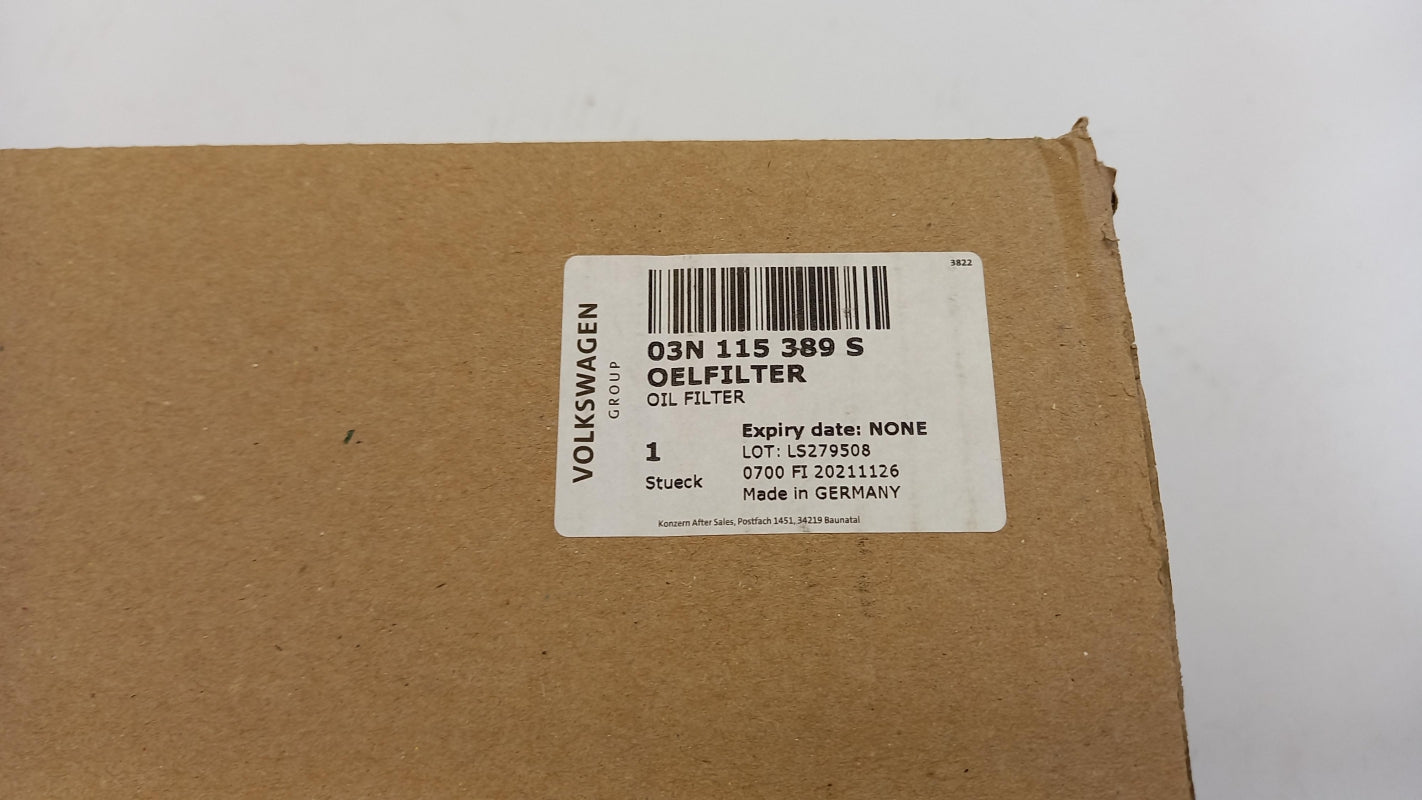 3822
VOLKSWAGEN
GROUP
03N 115 389 S
OELFILTER
OIL FILTER
1
Stueck
Expiry date: NONE
LOT: LS279508
0700 FI 20211126
Made in GERMANY
Konzern After Sales, Postfach 1451, 34219 Baunatal